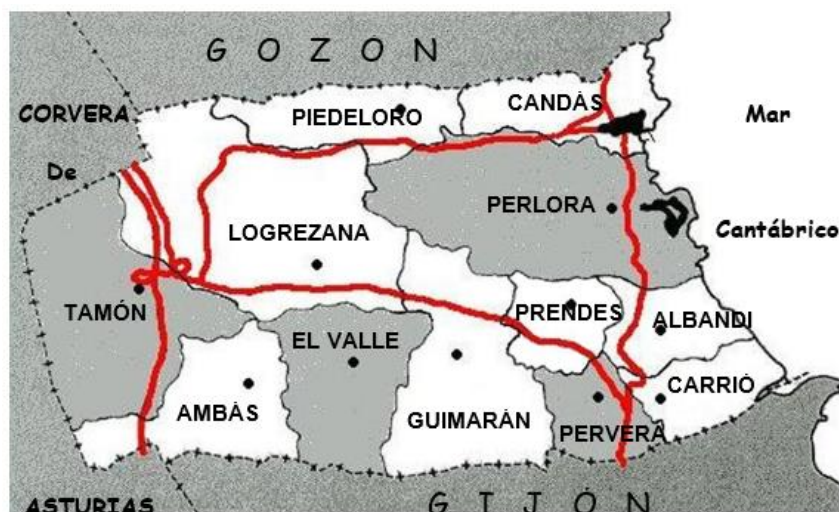 G O Z O N
CORVERA
De
PIEDELORO
CANDÁS
Mar
Cantábrico
PERLORA
LOGREZANA
TAMÓN
PRENDES
ALBANDI
EL VALLE
CARRIÓ
AMBÁS
GUIMARÁN
PERVERA
ASTURIAS
G I J Ó N